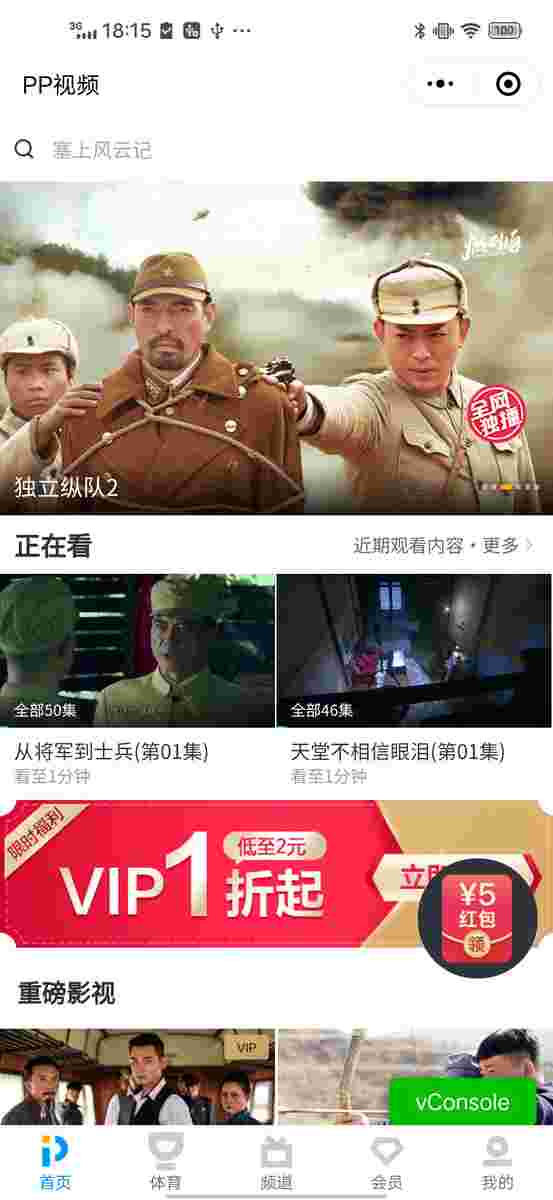 3G 18:15 100
PP视频
塞上风云记
全网
独播
独立纵队2
正在看
近期观看内容·更多
全部50集
全部46集
从将军到士兵(第01集)
天堂不相信眼泪(第01集)
看至1分钟
看至1分钟
限时福利
VIP1折起
低至2元
立即
¥5
红包
领
重磅影视
VIP
vConsole
首页
体育
频道
会员
我的